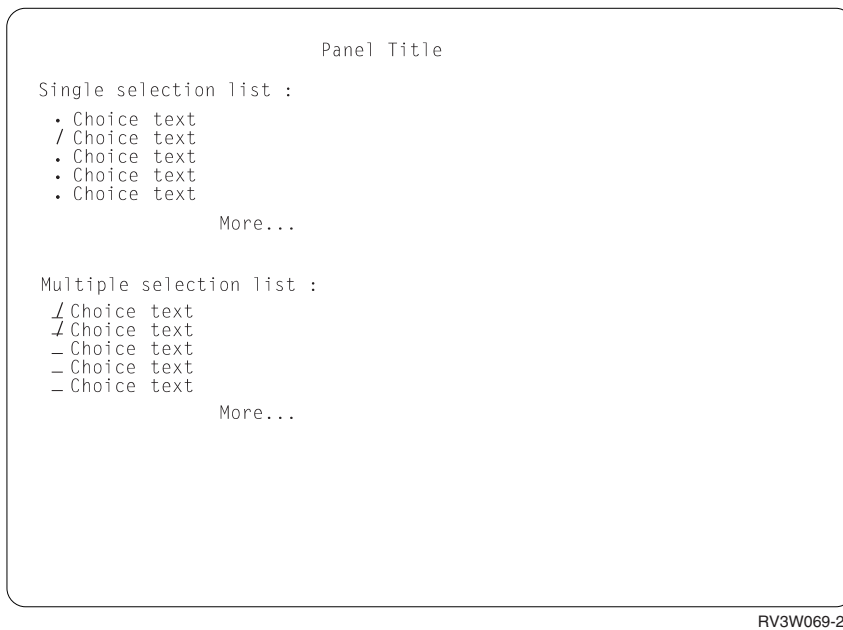 Panel Title
Single selection list :
. Choice text
/ Choice text
. Choice text
. Choice text
. Choice text
More...
Multiple selection list :
/ Choice text
/ Choice text
_ Choice text
_ Choice text
_ Choice text
More...
RV3W069-2